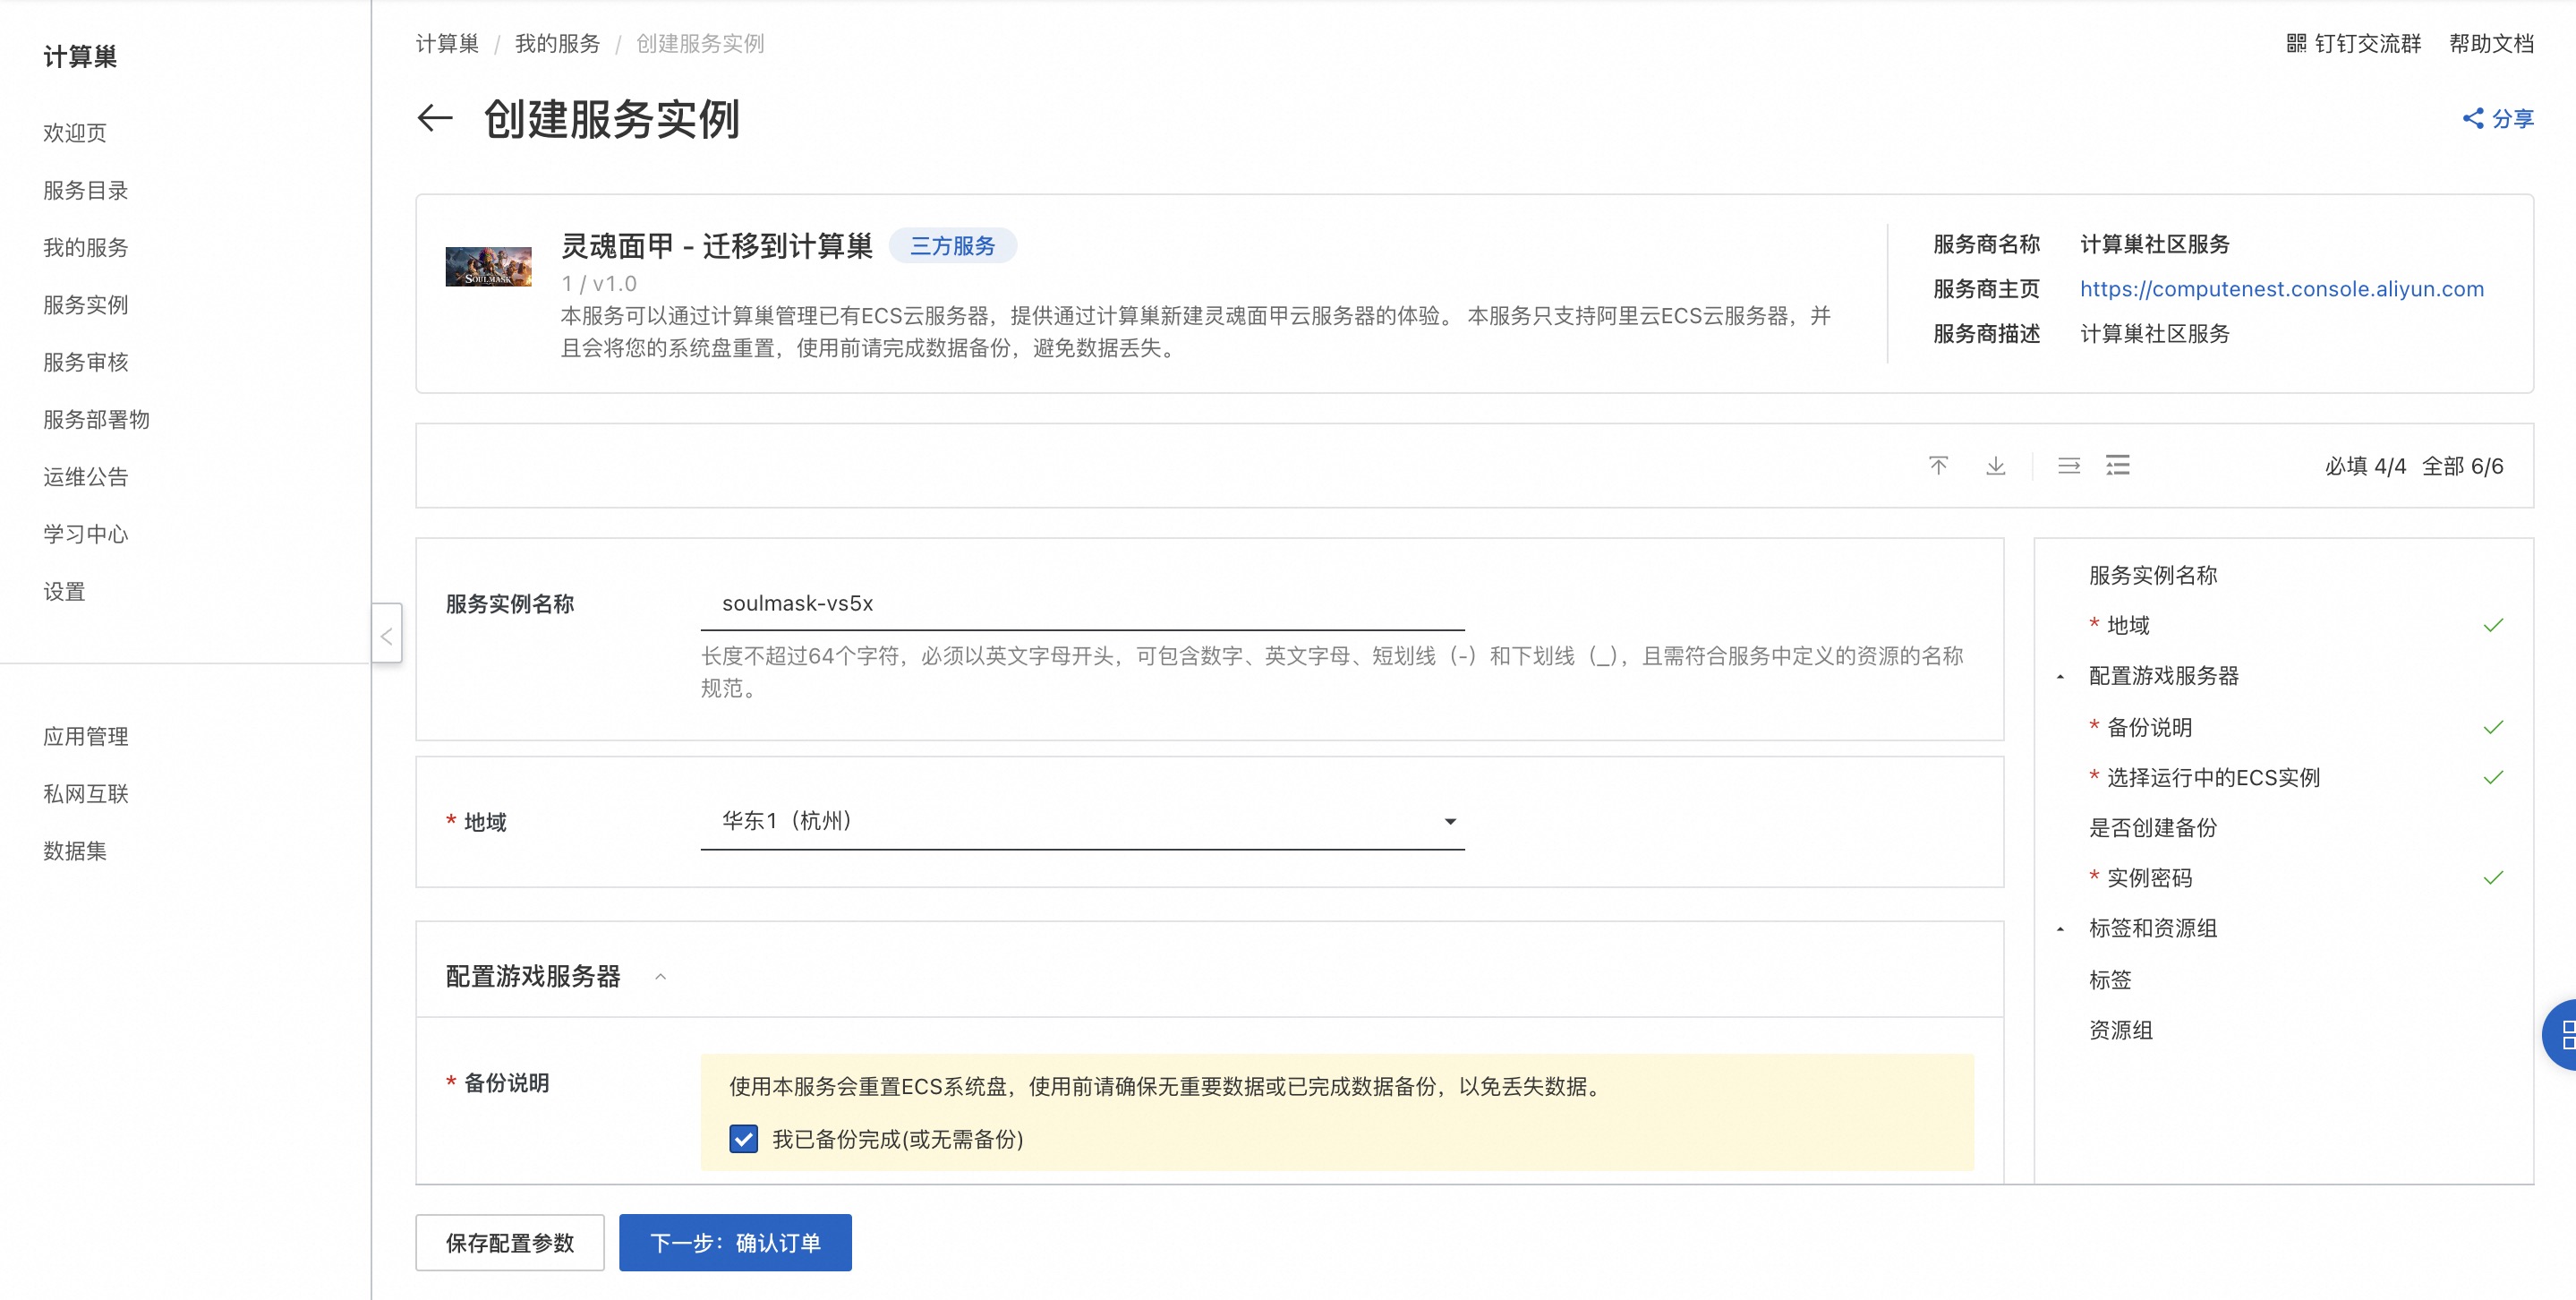 计算巢
欢迎页
服务目录
我的服务
服务实例
服务审核
服务部署物
运维公告
学习中心
设置
应用管理
私网互联
数据集
计算巢 / 我的服务 / 创建服务实例
钉钉交流群 帮助文档
创建服务实例
分享
SOULMASK
灵魂面甲 - 迁移到计算巢 三方服务
1 / v1.0
本服务可以通过计算巢管理已有ECS云服务器，提供通过计算巢新建灵魂面甲云服务器的体验。 本服务只支持阿里云ECS云服务器，并
且会将您的系统盘重置，使用前请完成数据备份，避免数据丢失。
服务商名称 计算巢社区服务
服务商主页 https://computenest.console.aliyun.com
服务商描述 计算巢社区服务
必填 4/4 全部 6/6
服务实例名称 soulmask-vs5x
长度不超过64个字符，必须以英文字母开头，可包含数字、英文字母、短划线（-）和下划线（_），且需符合服务中定义的资源的名称
规范。
* 地域 华东1（杭州）
配置游戏服务器
* 备份说明
使用本服务会重置ECS系统盘，使用前请确保无重要数据或已完成数据备份，以免丢失数据。
我已备份完成(或无需备份)
服务实例名称
* 地域
配置游戏服务器
* 备份说明
* 选择运行中的ECS实例
是否创建备份
* 实例密码
标签和资源组
标签
资源组
保存配置参数 下一步：确认订单